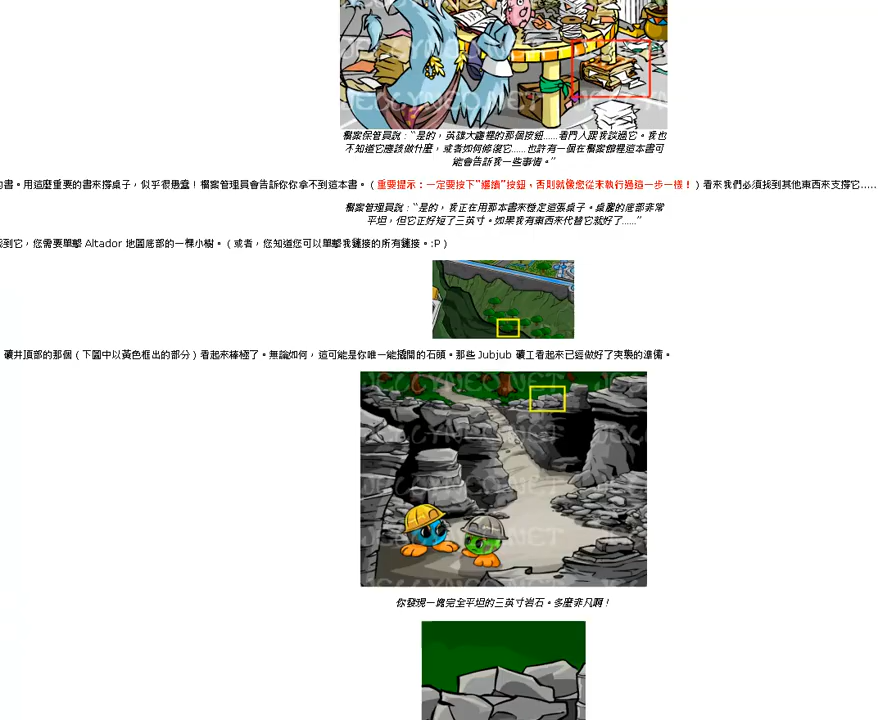 JELLYNEO.NET
檔案保管員說：“是的，英雄大廳裡的那個按鈕……看門人跟我談過它。我也
不知道它應該做什麼，或者如何修復它……也許有一個在檔案館裡這本書可
能會告訴我一些事情。”
的書。用這麼重要的書來撐桌子，似乎很愚蠢！檔案管理員會告訴你你拿不到這本書。（重要提示：一定要按下“繼續”按鈕，否則就像您從未執行過這一步一樣！）看來我們必須找到其他東西來支撐它.....
檔案管理員說：“是的，我正在用那本書來穩定這張桌子。桌腿的底部非常
平坦，但它正好短了三英寸。如果我有東西來代替它就好了……”
找到它，您需要單擊 Altador 地圖底部的一棵小樹。（或者，您知道您可以單擊我鏈接的所有鏈接。:P）
礦井頂部的那個（下圖中以黃色框出的部分）看起來棒極了。無論如何，這可能是你唯一能撬開的石頭。那些 Jubjub 礦工看起來已經做好了突襲的準備。
JELLYNEO.NET
JELLYNEO.NET
JELLYNEO.NET
JELLYNEO.NET
你發現一塊完全平坦的三英寸岩石。多麼非凡啊！